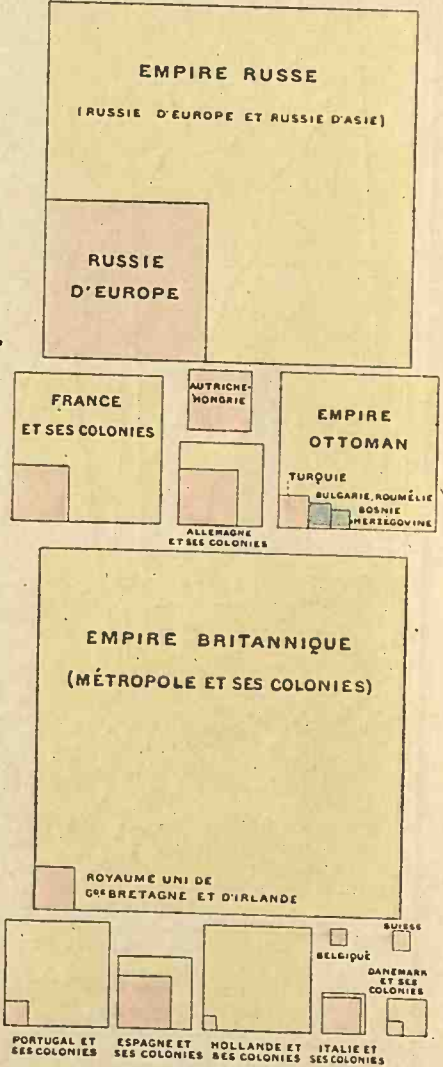 EMPIRE RUSSE
(RUSSIE D'EUROPE ET RUSSIE D'ASIE)
RUSSIE
D'EUROPE
FRANCE
ET SES COLONIES
AUTRICHE-
HONGRIE
EMPIRE
OTTOMAN
TURQUIE
BULGARIE, ROUMÉLIE
BOSNIE
HERZÉGOVINE
ALLEMAGNE
ET SES COLONIES
EMPIRE BRITANNIQUE
(MÉTROPOLE ET SES COLONIES)
ROYAUME UNI DE
Gde BRETAGNE ET D'IRLANDE
BELGIQUE
SUISSE
DANEMARK
ET SES
COLONIES
PORTUGAL ET
SES COLONIES
ESPAGNE ET
SES COLONIES
HOLLANDE ET
SES COLONIES
ITALIE ET
SES COLONIES